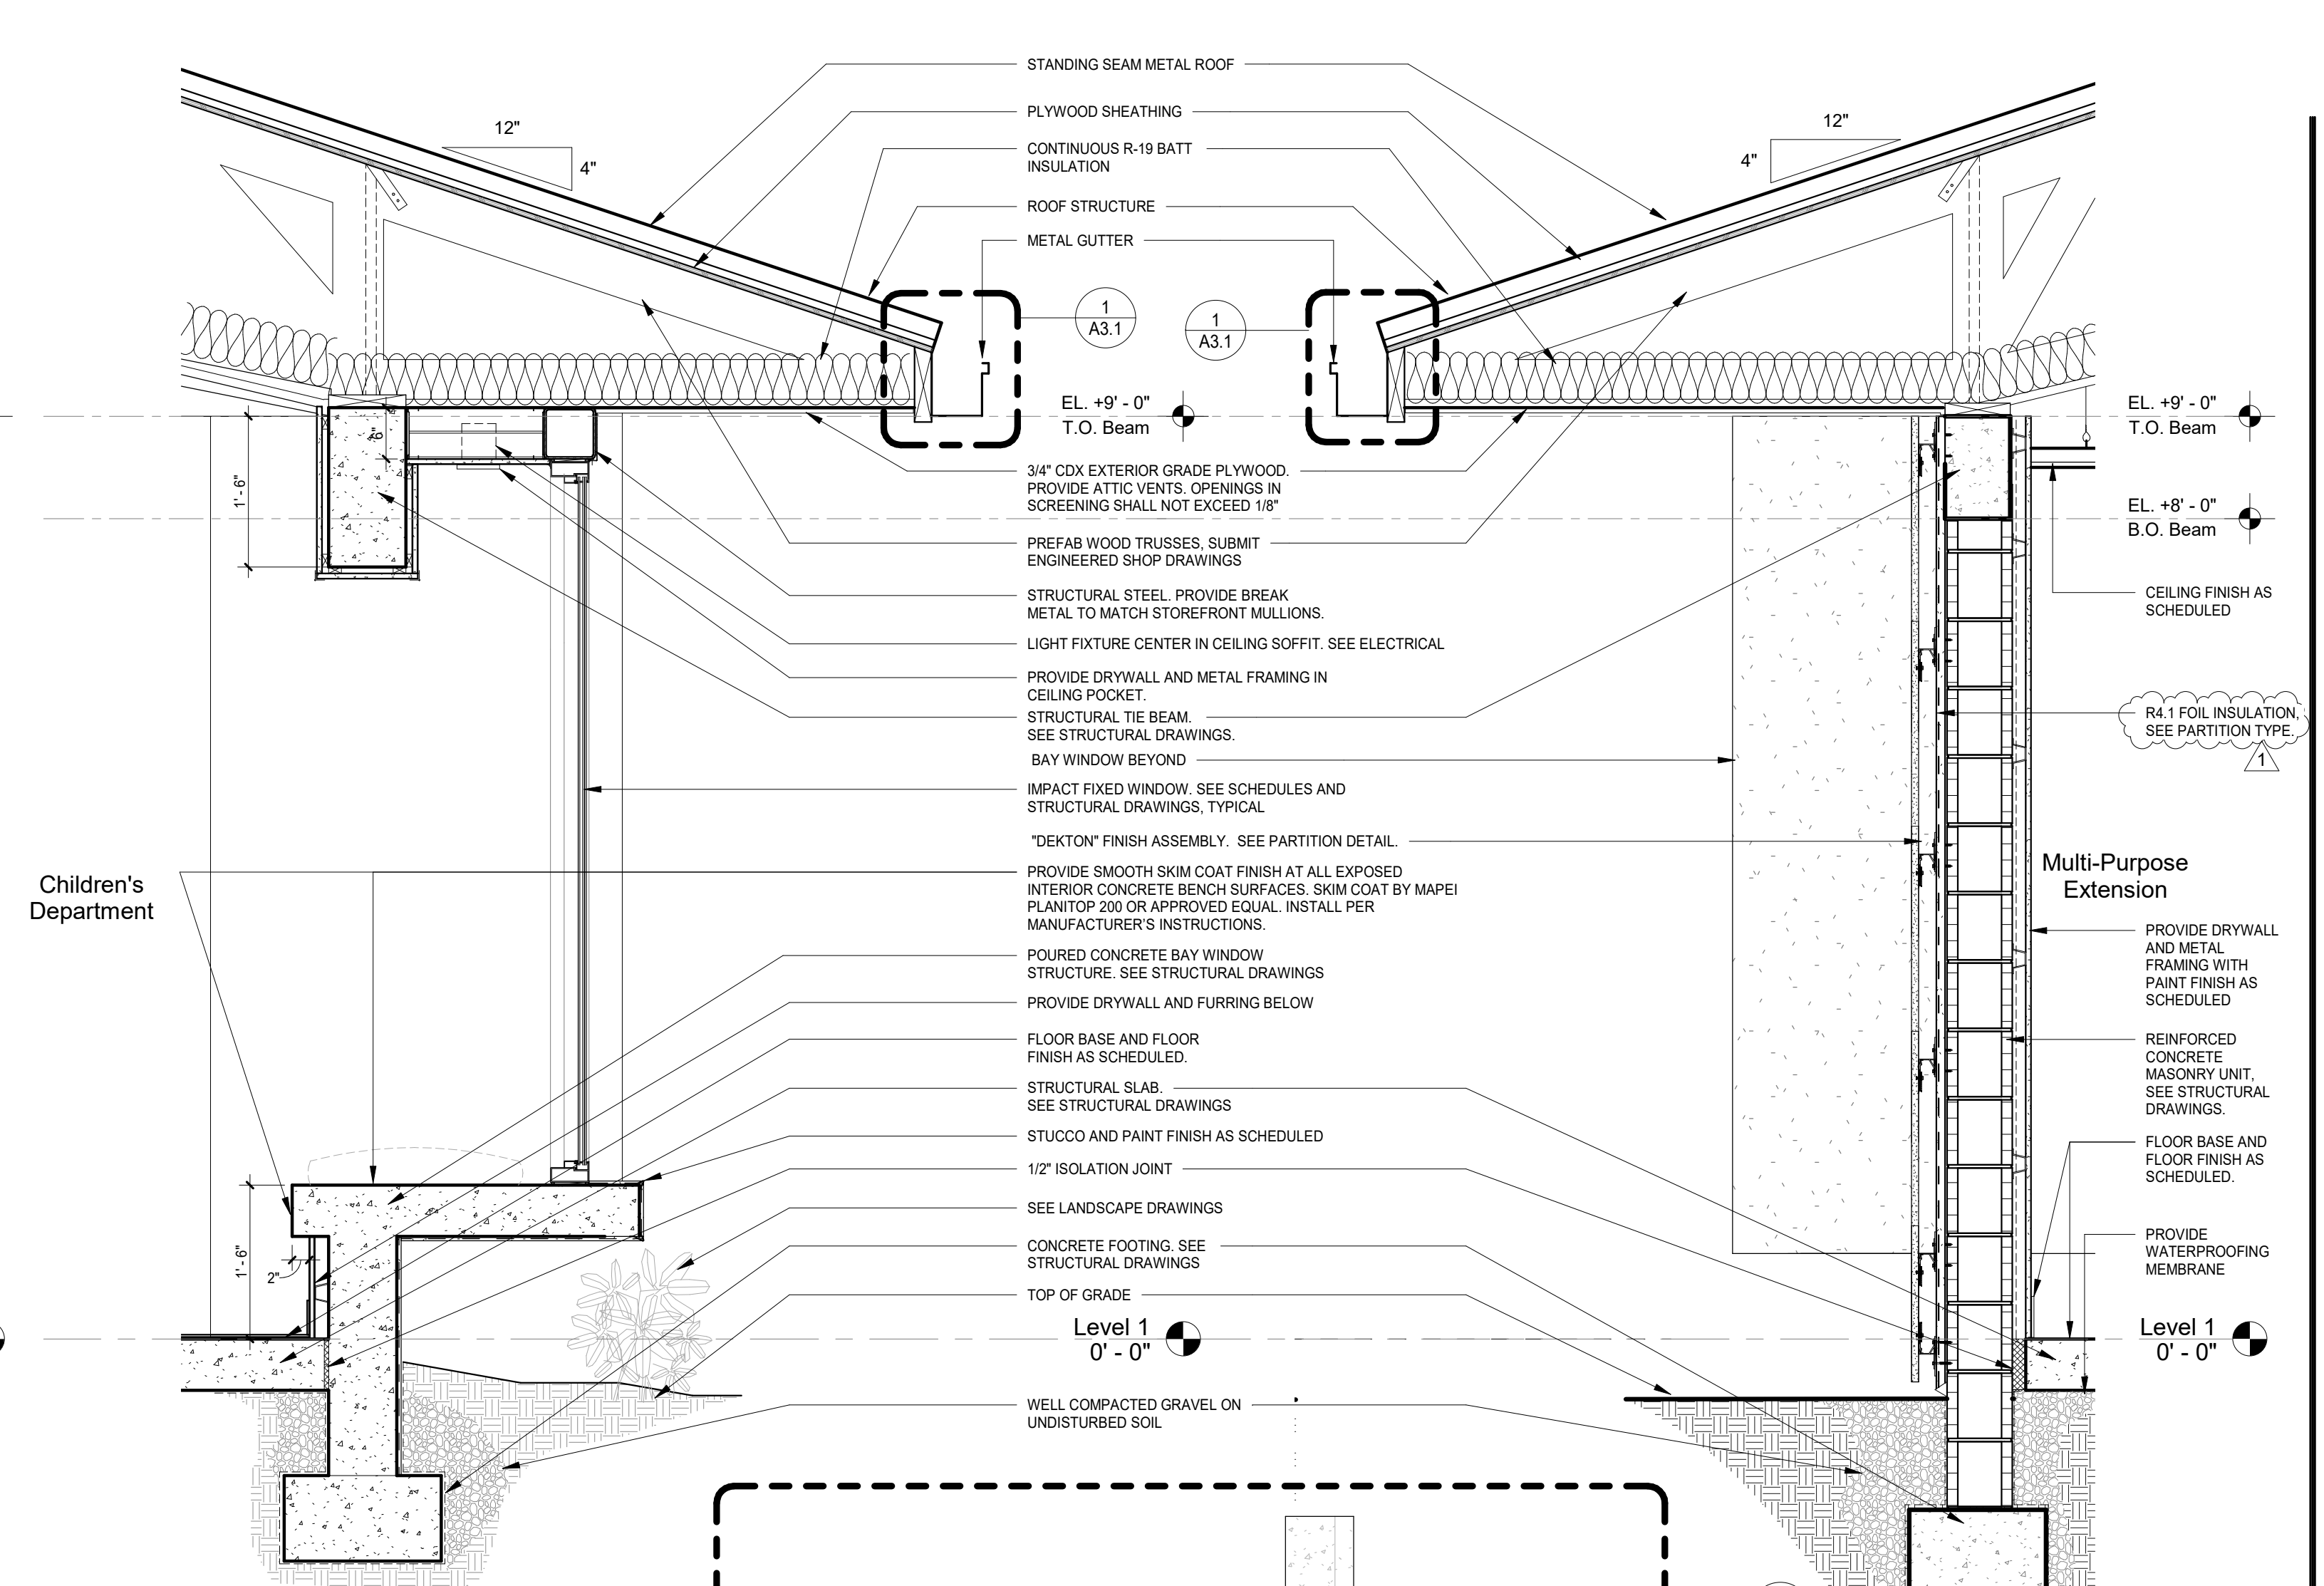 STANDING SEAM METAL ROOF
PLYWOOD SHEATHING
CONTINUOUS R-19 BATT
INSULATION
ROOF STRUCTURE
METAL GUTTER
12"
4"
12"
4"
1
A3.1
1
A3.1
EL. +9' - 0"
T.O. Beam
EL. +9' - 0"
T.O. Beam
EL. +8' - 0"
B.O. Beam
6"
1' - 6"
3/4" CDX EXTERIOR GRADE PLYWOOD.
PROVIDE ATTIC VENTS. OPENINGS IN
SCREENING SHALL NOT EXCEED 1/8"
PREFAB WOOD TRUSSES, SUBMIT
ENGINEERED SHOP DRAWINGS
STRUCTURAL STEEL. PROVIDE BREAK
METAL TO MATCH STOREFRONT MULLIONS.
LIGHT FIXTURE CENTER IN CEILING SOFFIT. SEE ELECTRICAL
PROVIDE DRYWALL AND METAL FRAMING IN
CEILING POCKET.
STRUCTURAL TIE BEAM.
SEE STRUCTURAL DRAWINGS.
BAY WINDOW BEYOND
IMPACT FIXED WINDOW. SEE SCHEDULES AND
STRUCTURAL DRAWINGS, TYPICAL
"DEKTON" FINISH ASSEMBLY. SEE PARTITION DETAIL.
PROVIDE SMOOTH SKIM COAT FINISH AT ALL EXPOSED
INTERIOR CONCRETE BENCH SURFACES. SKIM COAT BY MAPEI
PLANITOP 200 OR APPROVED EQUAL. INSTALL PER
MANUFACTURER'S INSTRUCTIONS.
POURED CONCRETE BAY WINDOW
STRUCTURE. SEE STRUCTURAL DRAWINGS
PROVIDE DRYWALL AND FURRING BELOW
FLOOR BASE AND FLOOR
FINISH AS SCHEDULED.
STRUCTURAL SLAB.
SEE STRUCTURAL DRAWINGS
STUCCO AND PAINT FINISH AS SCHEDULED
1/2" ISOLATION JOINT
SEE LANDSCAPE DRAWINGS
CONCRETE FOOTING. SEE
STRUCTURAL DRAWINGS
TOP OF GRADE
Level 1
0' - 0"
WELL COMPACTED GRAVEL ON
UNDISTURBED SOIL
Children's
Department
1' - 6"
2"
CEILING FINISH AS
SCHEDULED
R4.1 FOIL INSULATION,
SEE PARTITION TYPE.
1
Multi-Purpose
Extension
PROVIDE DRYWALL
AND METAL
FRAMING WITH
PAINT FINISH AS
SCHEDULED
REINFORCED
CONCRETE
MASONRY UNIT,
SEE STRUCTURAL
DRAWINGS.
FLOOR BASE AND
FLOOR FINISH AS
SCHEDULED.
PROVIDE
WATERPROOFING
MEMBRANE
Level 1
0' - 0"